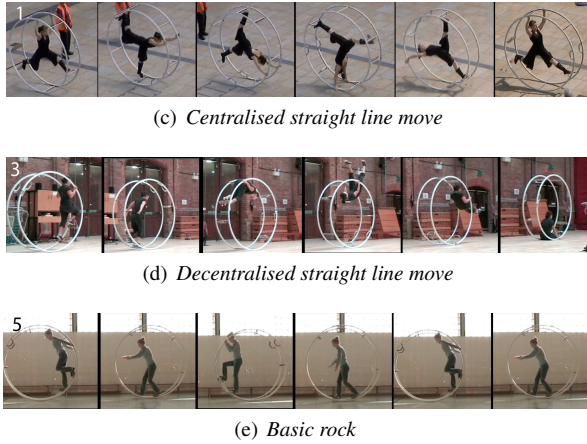 1
(c) Centralised straight line move
3
(d) Decentralised straight line move
5
(e) Basic rock